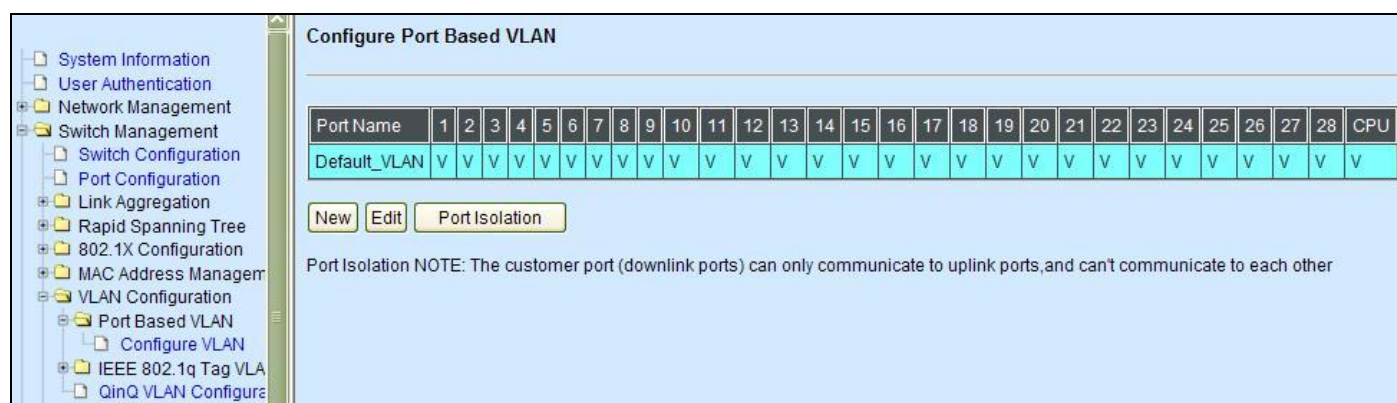 System Information
User Authentication
Network Management
Switch Management
Switch Configuration
Port Configuration
Link Aggregation
Rapid Spanning Tree
802.1X Configuration
MAC Address Managem
VLAN Configuration
Port Based VLAN
Configure VLAN
IEEE 802.1q Tag VLA
QinQ VLAN Configura
Configure Port Based VLAN
Port Name 1 2 3 4 5 6 7 8 9 10 11 12 13 14 15 16 17 18 19 20 21 22 23 24 25 26 27 28 CPU
Default_VLAN V V V V V V V V V V V V V V V V V V V V V V V V V V V V V
New Edit Port Isolation
Port Isolation NOTE: The customer port (downlink ports) can only communicate to uplink ports,and can't communicate to each other